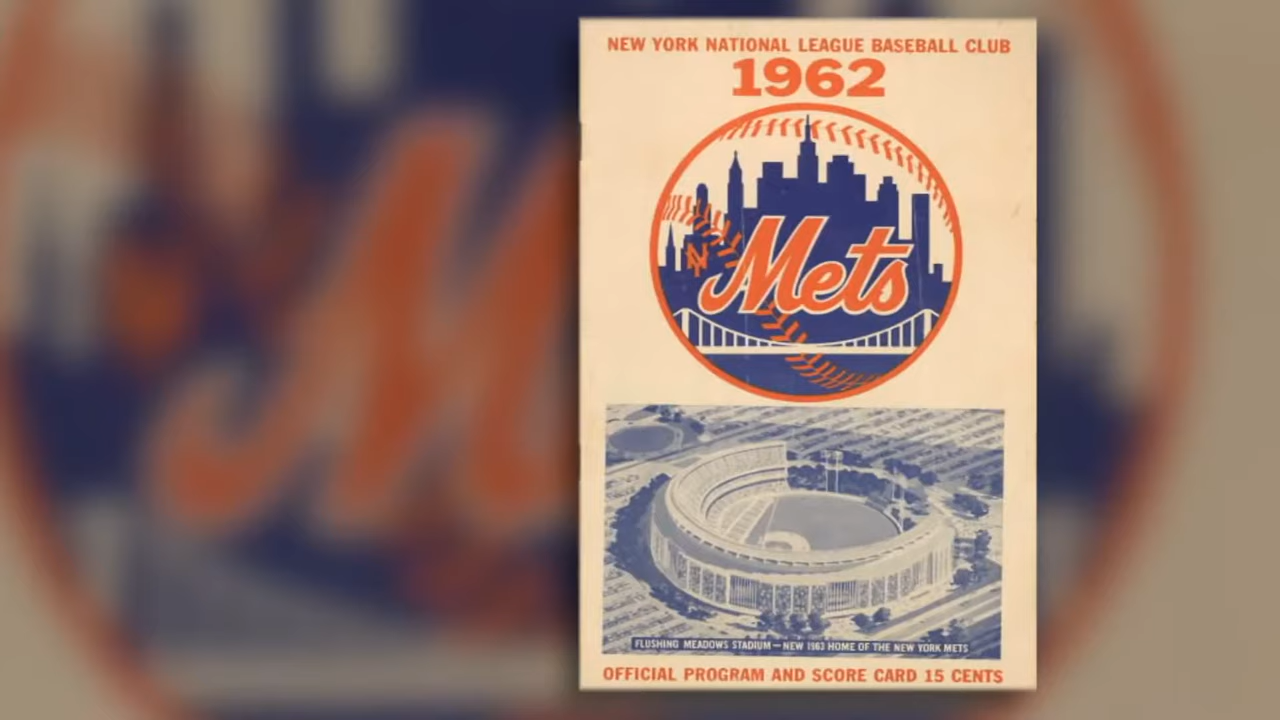 NEW YORK NATIONAL LEAGUE BASEBALL CLUB
1962
NY
Mets
FLUSHING MEADOWS STADIUM—NEW 1963 HOME OF THE NEW YORK METS
OFFICIAL PROGRAM AND SCORE CARD 15 CENTS